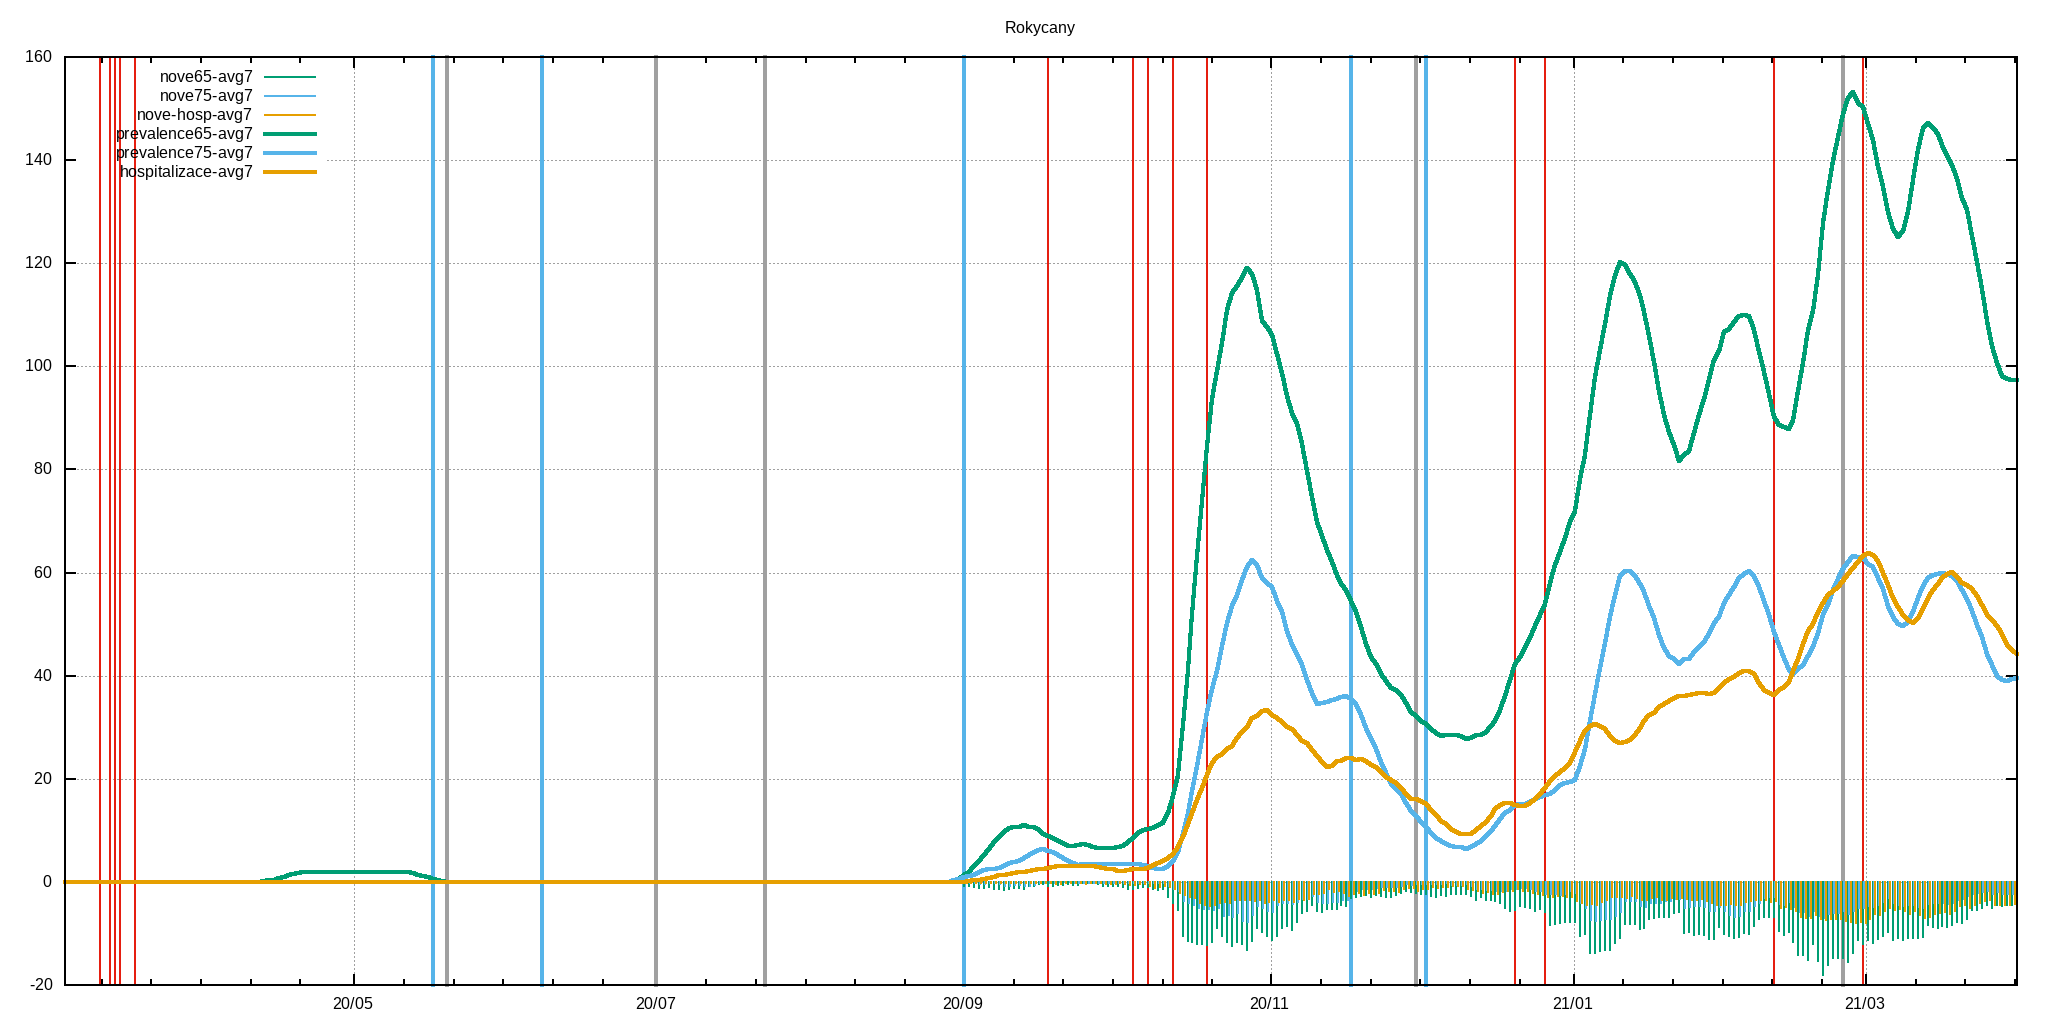 Rokycany
160
140
120
100
80
60
40
20
0
-20
nove65-avg7
nove75-avg7
nove-hosp-avg7
prevalence65-avg7
prevalence75-avg7
hospitalizace-avg7
20/05
20/07
20/09
20/11
21/01
21/03